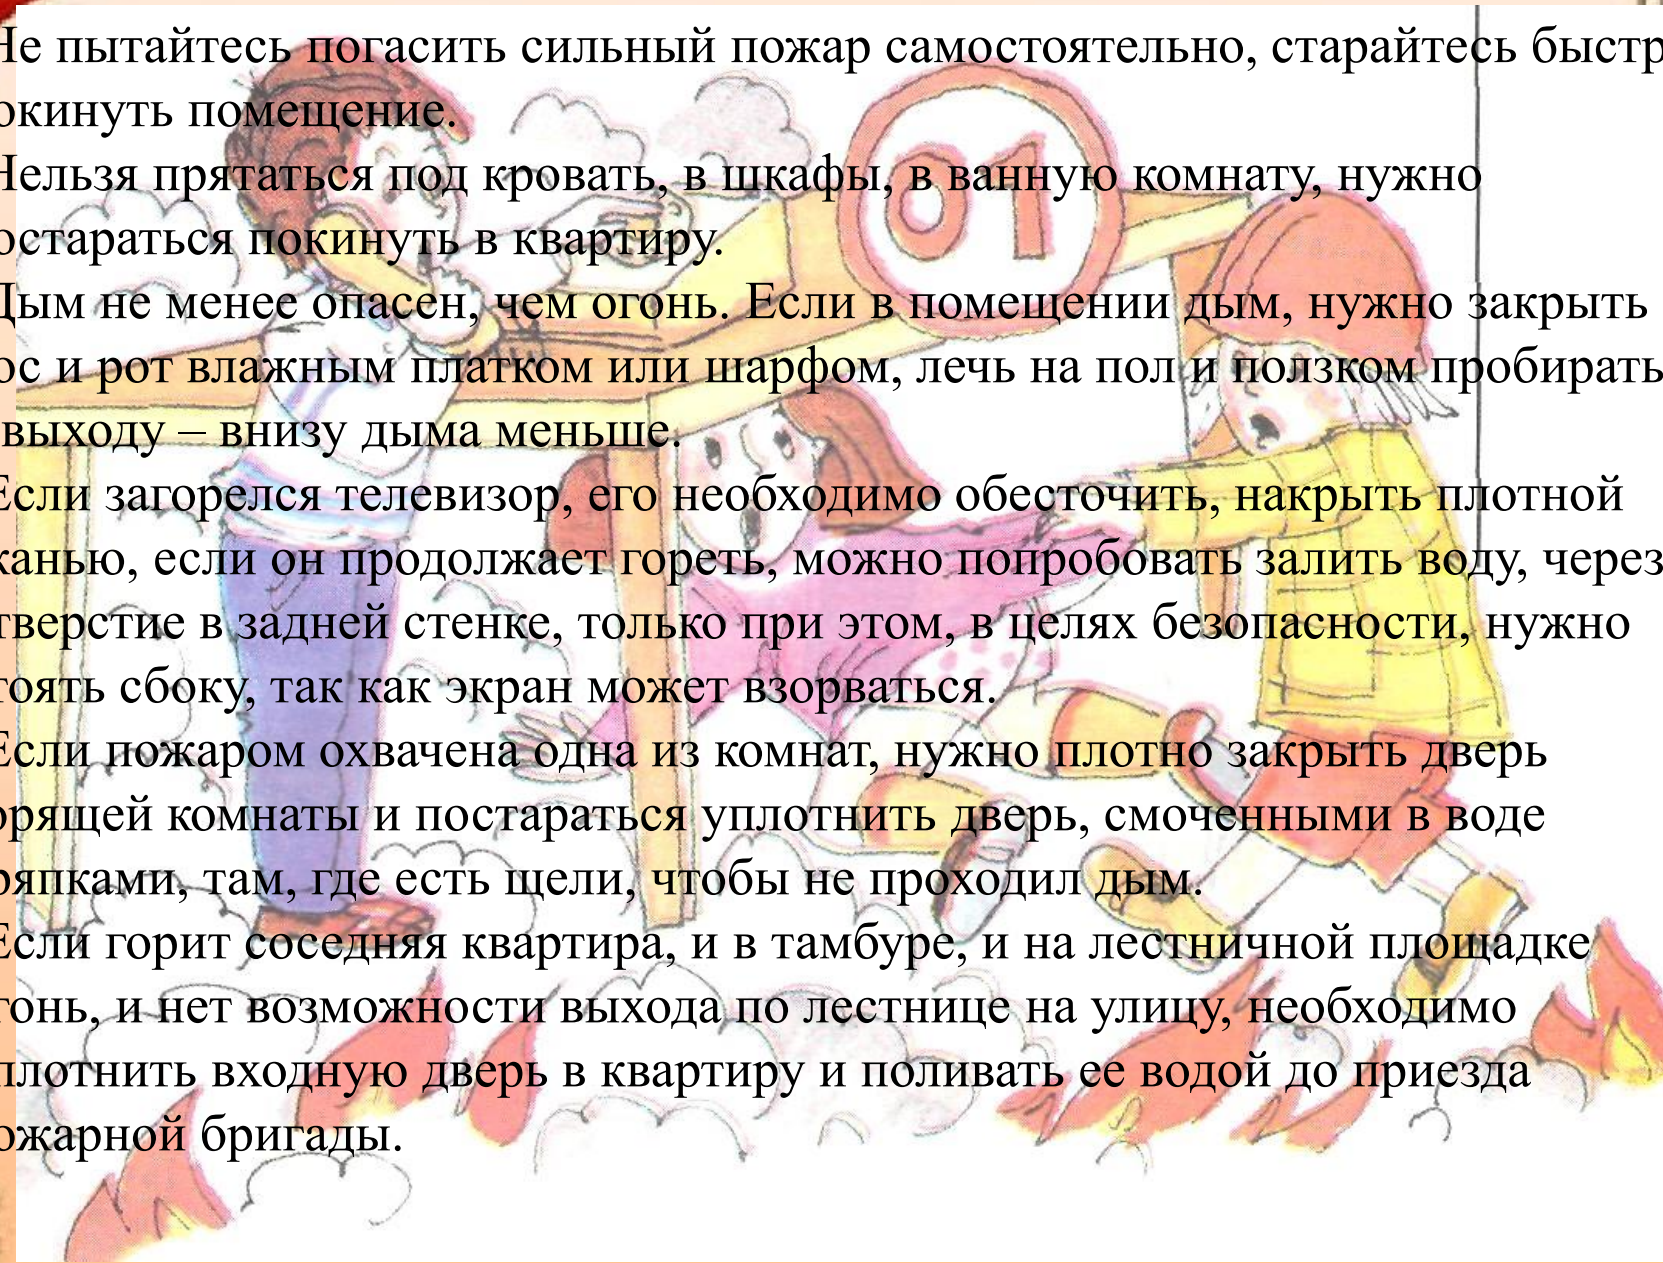 Не пытайтесь погасить сильный пожар самостоятельно, старайтесь быстр
окинуть помещение.
Нельзя прятаться под кровать, в шкафы, в ванную комнату, нужно
остараться покинуть в квартиру.
Дым не менее опасен, чем огонь. Если в помещении дым, нужно закрыть
ос и рот влажным платком или шарфом, лечь на пол и ползком пробирать
выходу – внизу дыма меньше.
Если загорелся телевизор, его необходимо обесточить, накрыть плотной
канью, если он продолжает гореть, можно попробовать залить воду, через
тверстие в задней стенке, только при этом, в целях безопасности, нужно
тоять сбоку, так как экран может взорваться.
Если пожаром охвачена одна из комнат, нужно плотно закрыть дверь
орящей комнаты и постараться уплотнить дверь, смоченными в воде
ряпками, там, где есть щели, чтобы не проходил дым.
Если горит соседняя квартира, и в тамбуре, и на лестничной площадке
гонь, и нет возможности выхода по лестнице на улицу, необходимо
плотнить входную дверь в квартиру и поливать ее водой до приезда
ожарной бригады.
01